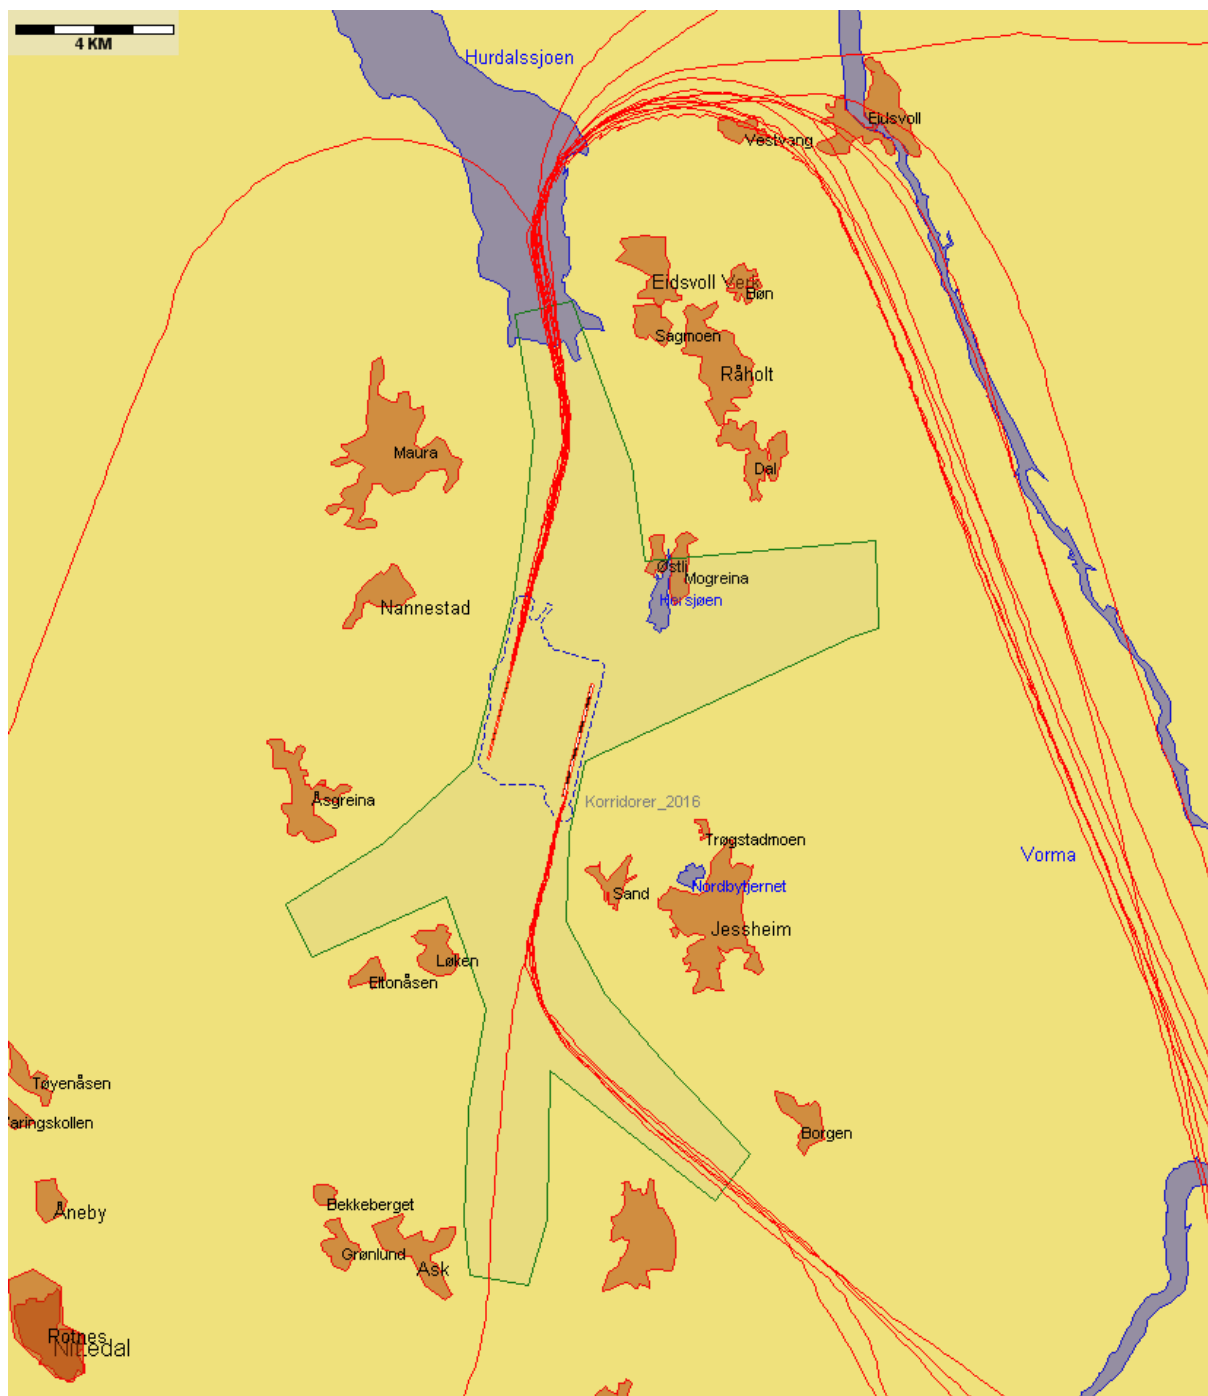 4 KM
Hurdalssjoen
Eidsvoll
Vestvang
Eidsvoll Verk
Bøn
Sagmoen
Råholt
Maura
Dal
Østli
Mogreina
Nannestad
Hersjøen
Åsgreina
Korridorer_2016
Trøgstadmoen
Vorma
Sand
Nordbytjernet
Jessheim
Løken
Eltonåsen
Tøyenåsen
Varingskollen
Borgen
Bekkeberget
Åneby
Grønlund
Ask
Rotnes
Nittedal